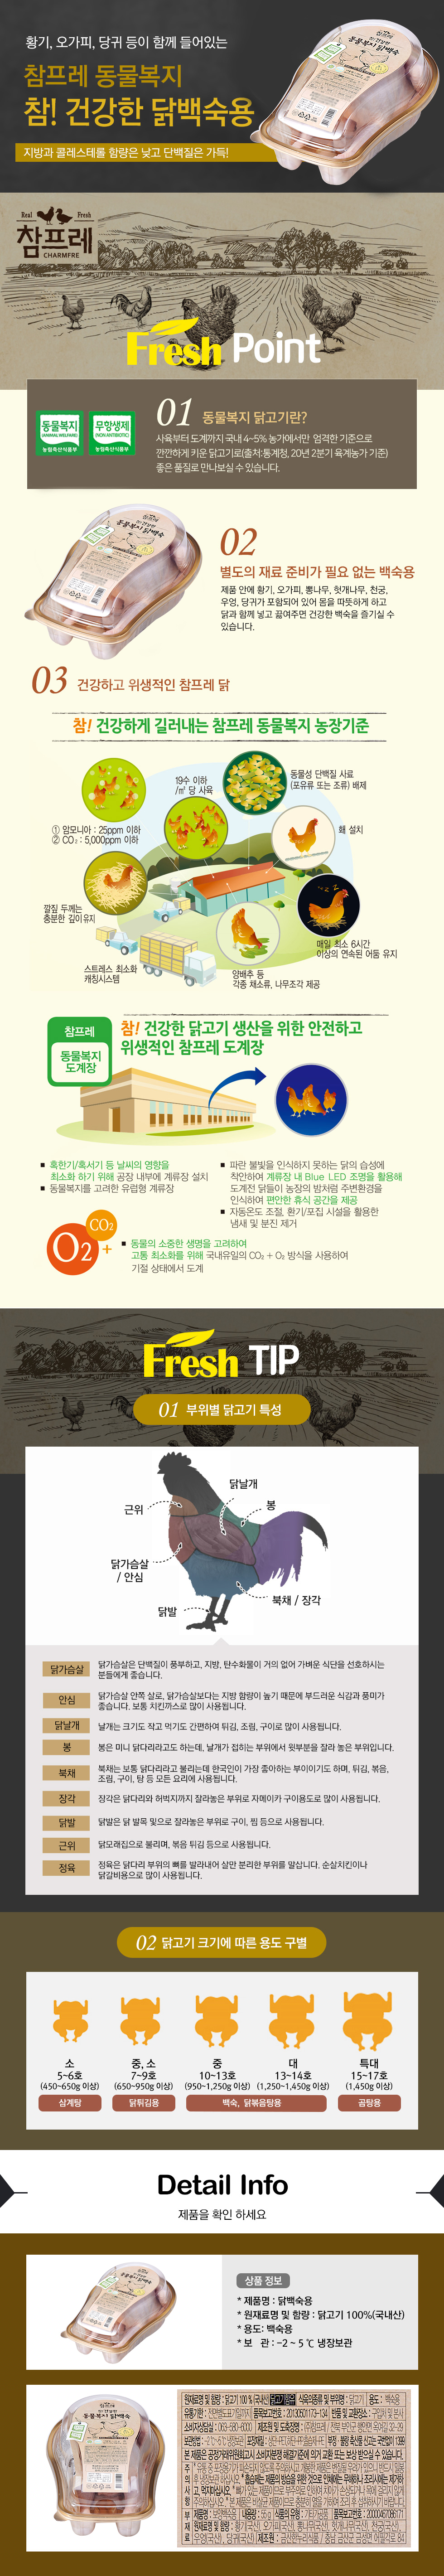 황기, 오가피, 당귀 등이 함께 들어있는
참프레 동물복지
참! 건강한 닭백숙용
지방과 콜레스테롤 함량은 낮고 단백질은 가득!
Real Fresh
참프레
CHARMFRE
Fresh Point
동물복지
(ANIMAL WELFARE)
농림축산식품부
무항생제
(NON ANTIBIOTIC)
농림축산식품부
01 동물복지 닭고기란?
사육부터 도계까지 국내 4~5% 농가에서만 엄격한 기준으로
깐깐하게 키운 닭고기로(출처:통계청, 20년 2분기 육계농가 기준)
좋은 품질로 만나보실 수 있습니다.
02
별도의 재료 준비가 필요 없는 백숙용
제품 안에 황기, 오가피, 뽕나무, 헛개나무, 천궁,
우엉, 당귀가 포함되어 있어 몸을 따뜻하게 하고
닭과 함께 넣고 끓여주면 건강한 백숙을 즐기실 수
있습니다.
03 건강하고 위생적인 참프레 닭
참! 건강하게 길러내는 참프레 동물복지 농장기준
① 암모니아 : 25ppm 이하
② CO₂ : 5,000ppm 이하
19수 이하
/㎡ 당 사육
동물성 단백질 사료
(포유류 또는 조류) 배제
홰 설치
깔짚 두께는
충분한 깊이유지
매일 최소 6시간
이상의 연속된 어둠 유지
스트레스 최소화
캐칭시스템
양배추 등
각종 채소류, 나무조각 제공
참프레
동물복지
도계장
참! 건강한 닭고기 생산을 위한 안전하고
위생적인 참프레 도계장
■ 혹한기/혹서기 등 날씨의 영향을
최소화 하기 위해 공장 내부에 계류장 설치
■ 동물복지를 고려한 유럽형 계류장
■ 파란 불빛을 인식하지 못하는 닭의 습성에
착안하여 계류장 내 Blue LED 조명을 활용해
도계전 닭들이 농장의 밤처럼 주변환경을
인식하여 편안한 휴식 공간을 제공
■ 자동온도 조절, 환기/포집 시설을 활용한
냄새 및 분진 제거
CO₂
O₂ +
■ 동물의 소중한 생명을 고려하여
고통 최소화를 위해 국내유일의 CO₂ + O₂ 방식을 사용하여
기절 상태에서 도계
Fresh TIP
01 부위별 닭고기 특성
닭날개
근위
봉
닭가슴살
/ 안심
북채 / 장각
닭발
닭가슴살
닭가슴살은 단백질이 풍부하고, 지방, 탄수화물이 거의 없어 가벼운 식단을 선호하시는
분들에게 좋습니다.
안심
닭가슴살 안쪽 살로, 닭가슴살보다는 지방 함량이 높기 때문에 부드러운 식감과 풍미가
좋습니다. 보통 치킨까스로 많이 사용됩니다.
닭날개
날개는 크기도 작고 먹기도 간편하여 튀김, 조림, 구이로 많이 사용됩니다.
봉
봉은 미니 닭다리라고도 하는데, 날개가 접히는 부위에서 윗부분을 잘라 놓은 부위입니다.
북채
북채는 보통 닭다리라고 불리는데 한국인이 가장 좋아하는 부이이기도 하며, 튀김, 볶음,
조림, 구이, 탕 등 모든 요리에 사용됩니다.
장각
장각은 닭다리와 허벅지까지 잘라놓은 부위로 자메이카 구이용도로 많이 사용됩니다.
닭발
닭발은 닭 발목 및으로 잘라놓은 부위로 구이, 찜 등으로 사용됩니다.
근위
닭모래집으로 불리며, 볶음 튀김 등으로 사용됩니다.
정육
정육은 닭다리 부위의 뼈를 발라내어 살만 분리한 부위를 말삽니다. 순살치킨이나
닭갈비용으로 많이 사용됩니다.
02 닭고기 크기에 따른 용도 구별
소
5~6호
(450~650g 이상)
삼계탕
중, 소
7~9호
(650~950g 이상)
닭튀김용
중
10~13호
(950~1,250g 이상)
대
13~14호
(1,250~1,450g 이상)
백숙, 닭볶음탕용
특대
15~17호
(1,450g 이상)
곰탕용
Detail Info
제품을 확인 하세요
상품 정보
* 제품명 : 닭백숙용
* 원재료명 및 함량 : 닭고기 100%(국내산)
* 용도: 백숙용
* 보 관 : -2 ~ 5 ℃ 냉장보관